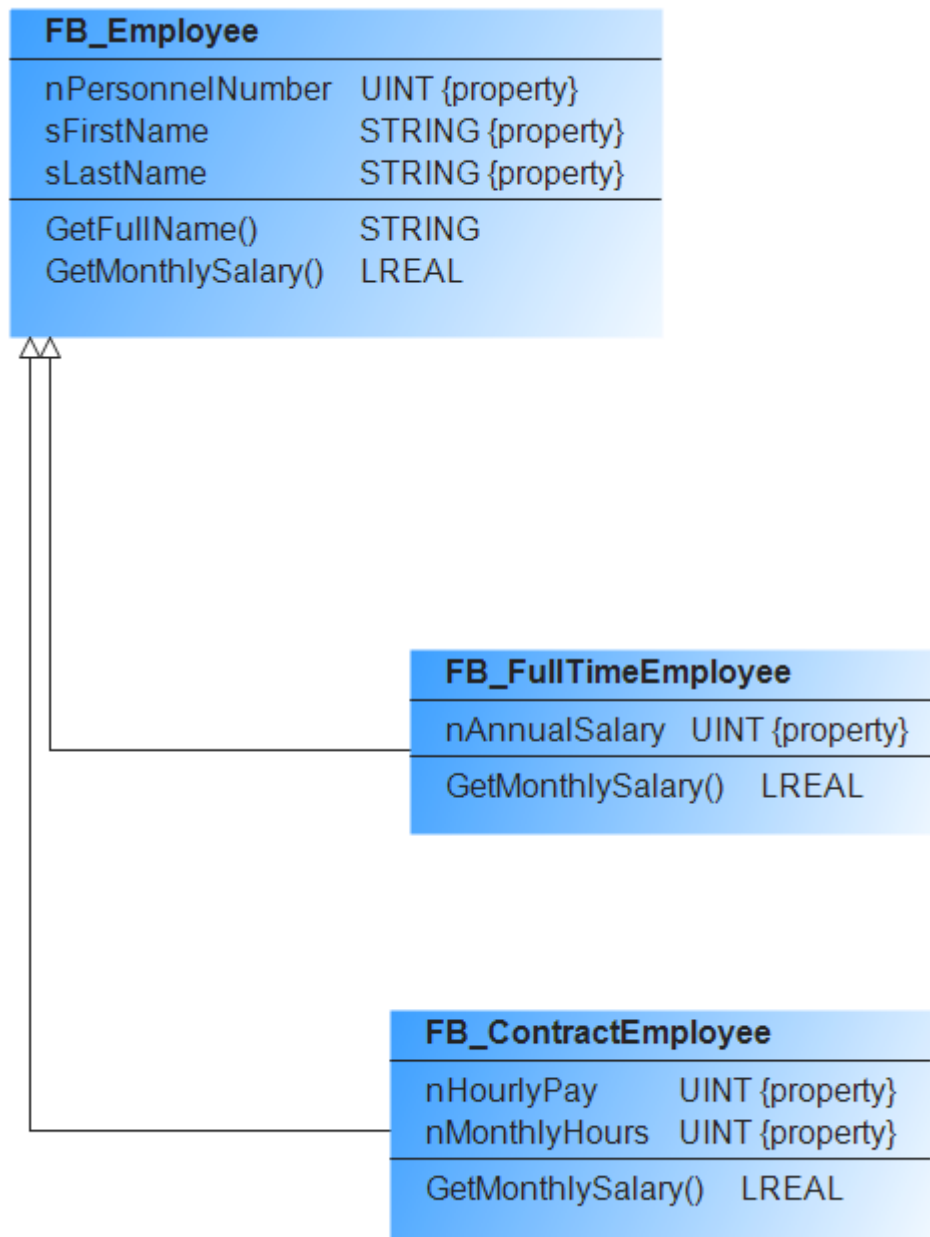 FB_Employee
nPersonnelNumber UINT {property}
sFirstName STRING {property}
sLastName STRING {property}
GetFullName() STRING
GetMonthlySalary() LREAL
FB_FullTimeEmployee
nAnnualSalary UINT {property}
GetMonthlySalary() LREAL
FB_ContractEmployee
nHourlyPay UINT {property}
nMonthlyHours UINT {property}
GetMonthlySalary() LREAL